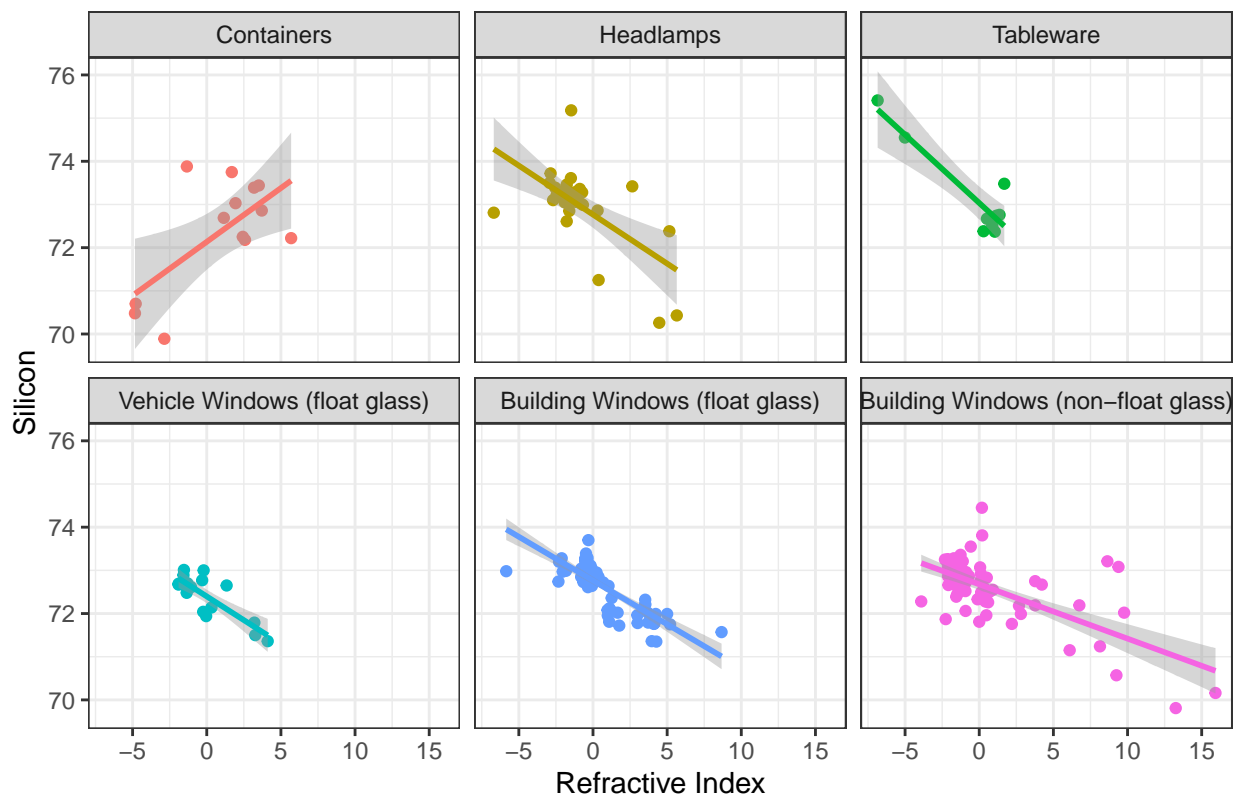 Containers Headlamps Tableware
76
74
72
70
Vehicle Windows (float glass) Building Windows (float glass) Building Windows (non−float glass)
76
74
72
70
−5 0 5 10 15 −5 0 5 10 15 −5 0 5 10 15
Refractive Index
Silicon